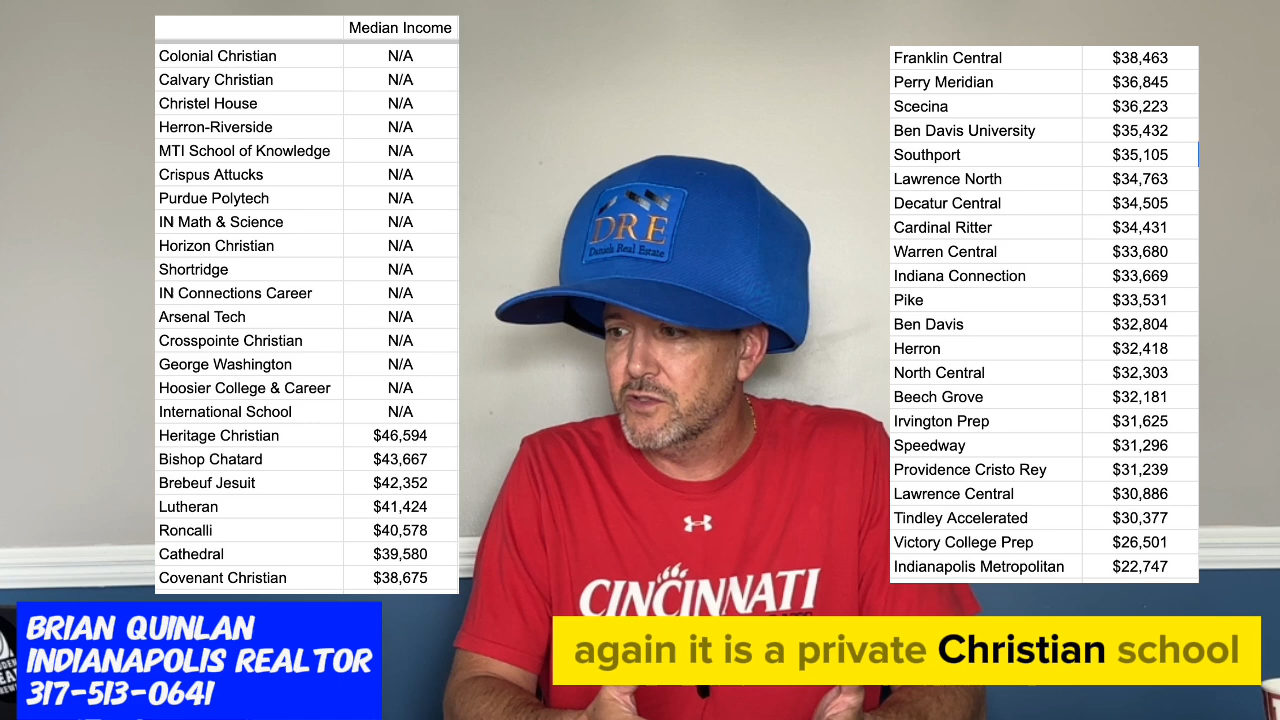 Median Income
Colonial Christian N/A
Calvary Christian N/A
Christel House N/A
Herron-Riverside N/A
MTI School of Knowledge N/A
Crispus Attucks N/A
Purdue Polytech N/A
IN Math & Science N/A
Horizon Christian N/A
Shortridge N/A
IN Connections Career N/A
Arsenal Tech N/A
Crosspointe Christian N/A
George Washington N/A
Hoosier College & Career N/A
International School N/A
Heritage Christian $46,594
Bishop Chatard $43,667
Brebeuf Jesuit $42,352
Lutheran $41,424
Roncalli $40,578
Cathedral $39,580
Covenant Christian $38,675
Franklin Central $38,463
Perry Meridian $36,845
Scecina $36,223
Ben Davis University $35,432
Southport $35,105
Lawrence North $34,763
Decatur Central $34,505
Cardinal Ritter $34,431
Warren Central $33,680
Indiana Connection $33,669
Pike $33,531
Ben Davis $32,804
Herron $32,418
North Central $32,303
Beech Grove $32,181
Irvington Prep $31,625
Speedway $31,296
Providence Cristo Rey $31,239
Lawrence Central $30,886
Tindley Accelerated $30,377
Victory College Prep $26,501
Indianapolis Metropolitan $22,747
DRE
Daniels Real Estate
CINCINNATI
BRIAN QUINLAN
INDIANAPOLIS REALTOR
317-513-0641
again it is a private Christian school